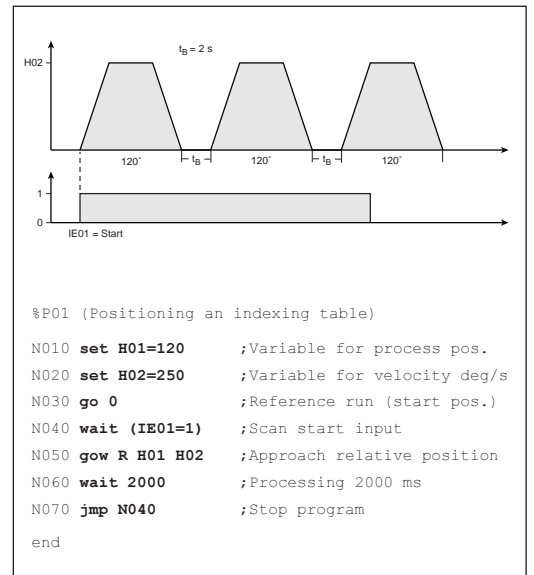 t_B = 2 s
H02
120° t_B 120° t_B 120°
1
0
IE01 = Start
%P01 (Positioning an indexing table)
N010 set H01=120 ;Variable for process pos.
N020 set H02=250 ;Variable for velocity deg/s
N030 go 0 ;Reference run (start pos.)
N040 wait (IE01=1) ;Scan start input
N050 gow R H01 H02 ;Approach relative position
N060 wait 2000 ;Processing 2000 ms
N070 jmp N040 ;Stop program
end